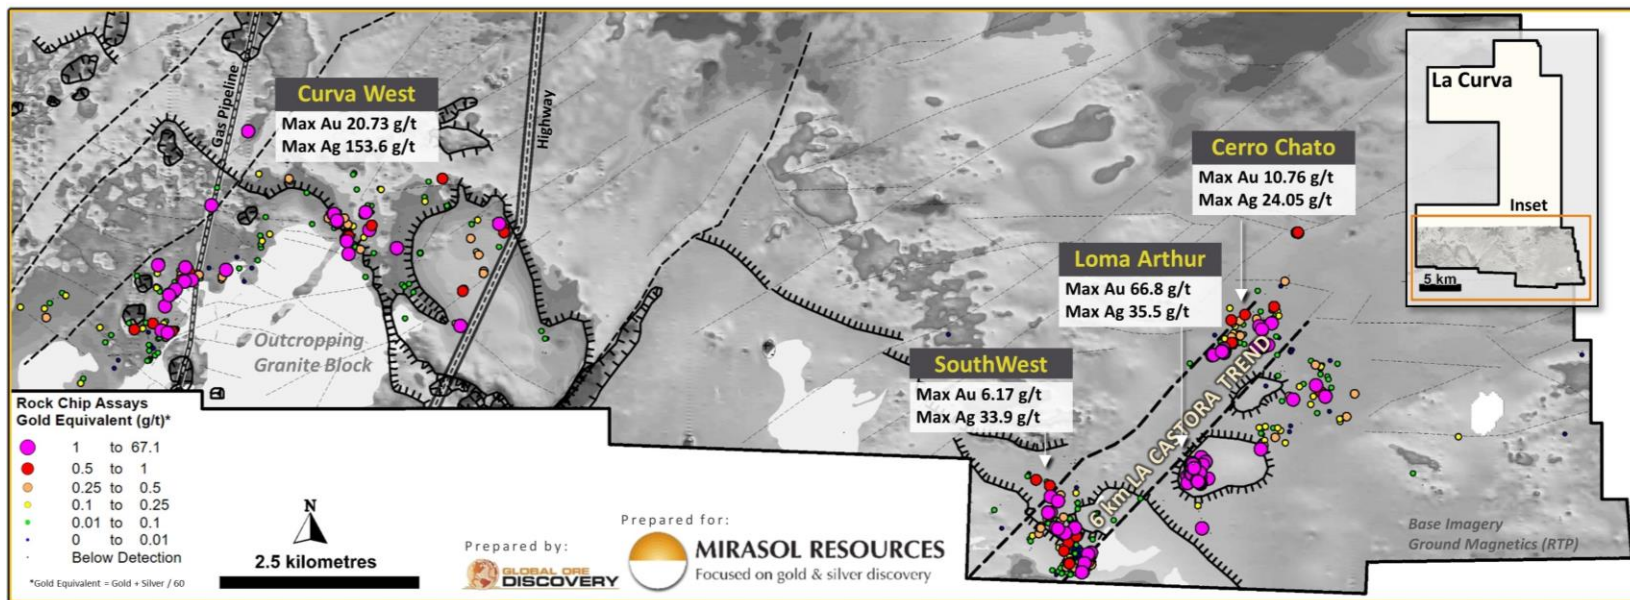 Gas Pipeline
Curva West
Max Au 20.73 g/t
Max Ag 153.6 g/t
Highway
Cerro Chato
Max Au 10.76 g/t
Max Ag 24.05 g/t
La Curva
Inset
5 km
Loma Arthur
Max Au 66.8 g/t
Max Ag 35.5 g/t
SouthWest
Max Au 6.17 g/t
Max Ag 33.9 g/t
6 km LA CASTORA TREND
Outcropping
Granite Block
Rock Chip Assays
Gold Equivalent (g/t)*
1 to 67.1
0.5 to 1
0.25 to 0.5
0.1 to 0.25
0.01 to 0.1
0 to 0.01
Below Detection
*Gold Equivalent = Gold + Silver / 60
N
2.5 kilometres
Prepared by:
GLOBAL ORE
DISCOVERY
Prepared for:
MIRASOL RESOURCES
Focused on gold & silver discovery
Base Imagery
Ground Magnetics (RTP)